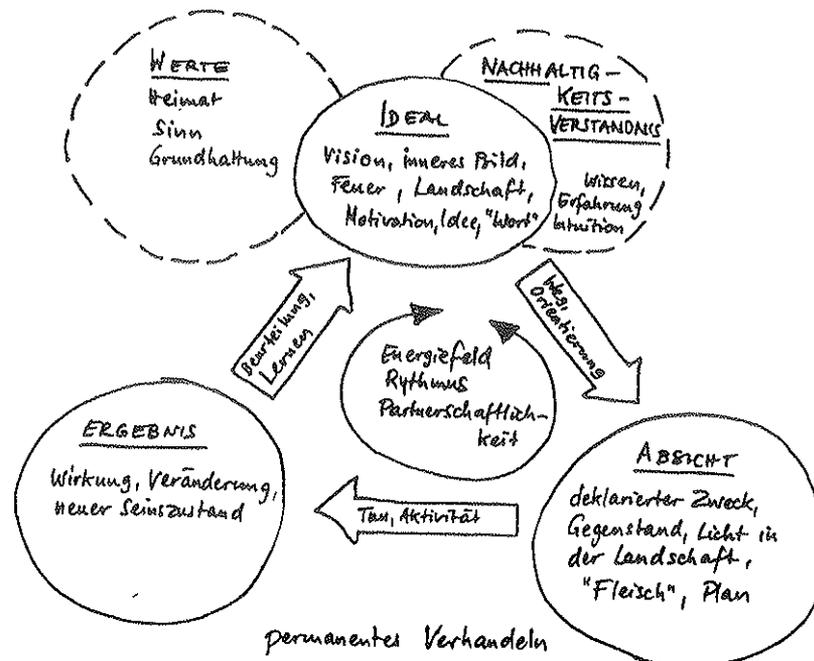 WERTE
Heimat
Sinn
Grundhaltung
IDEAL
Vision, inneres Bild,
Feuer, Landschaft,
Motivation, Idee, "Wort"
NACHHALTIG-
KEITS-
VERSTÄNDNIS
Wissen,
Erfahrung
Intuition
Beurteilung,
Lernen
Weg,
Orientierung
Energiefeld
Rythmus
Partnerschaftlich-
keit
ERGEBNIS
Wirkung, Veränderung,
neuer Seinszustand
Tun, Aktivität
ABSICHT
deklarierter Zweck,
Gegenstand, Licht in
der Landschaft,
"Fleisch", Plan
permanentes Verhandeln